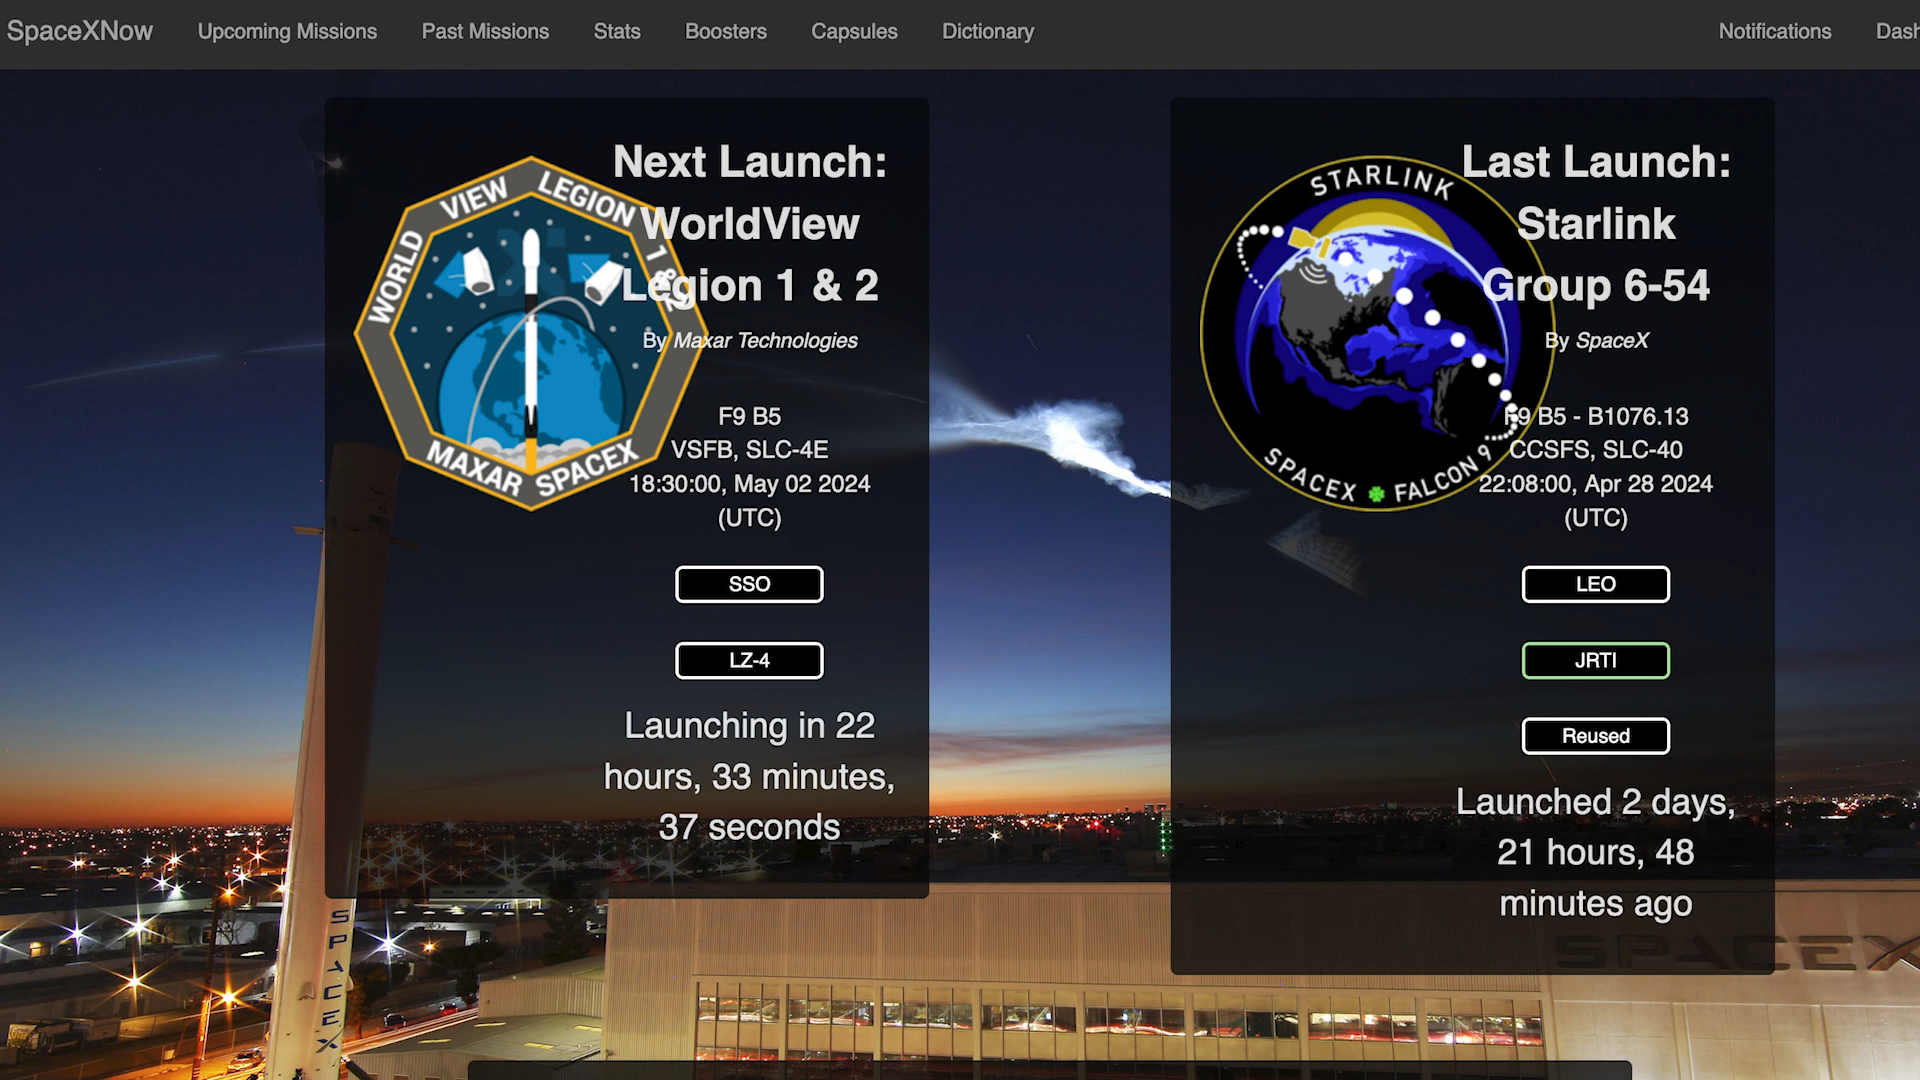 SpaceXNow Upcoming Missions Past Missions Stats Boosters Capsules Dictionary Notifications Dash
WORLD VIEW LEGION 1 & 2
MAXAR SPACEX
Next Launch:
WorldView
Legion 1 & 2
By Maxar Technologies
F9 B5
VSFB, SLC-4E
18:30:00, May 02 2024
(UTC)
SSO
LZ-4
Launching in 22
hours, 33 minutes,
37 seconds
STARLINK
SPACEX FALCON 9
Last Launch:
Starlink
Group 6-54
By SpaceX
F9 B5 - B1076.13
CCSFS, SLC-40
22:08:00, Apr 28 2024
(UTC)
LEO
JRTI
Reused
Launched 2 days,
21 hours, 48
minutes ago
SPACEX
SPACEX